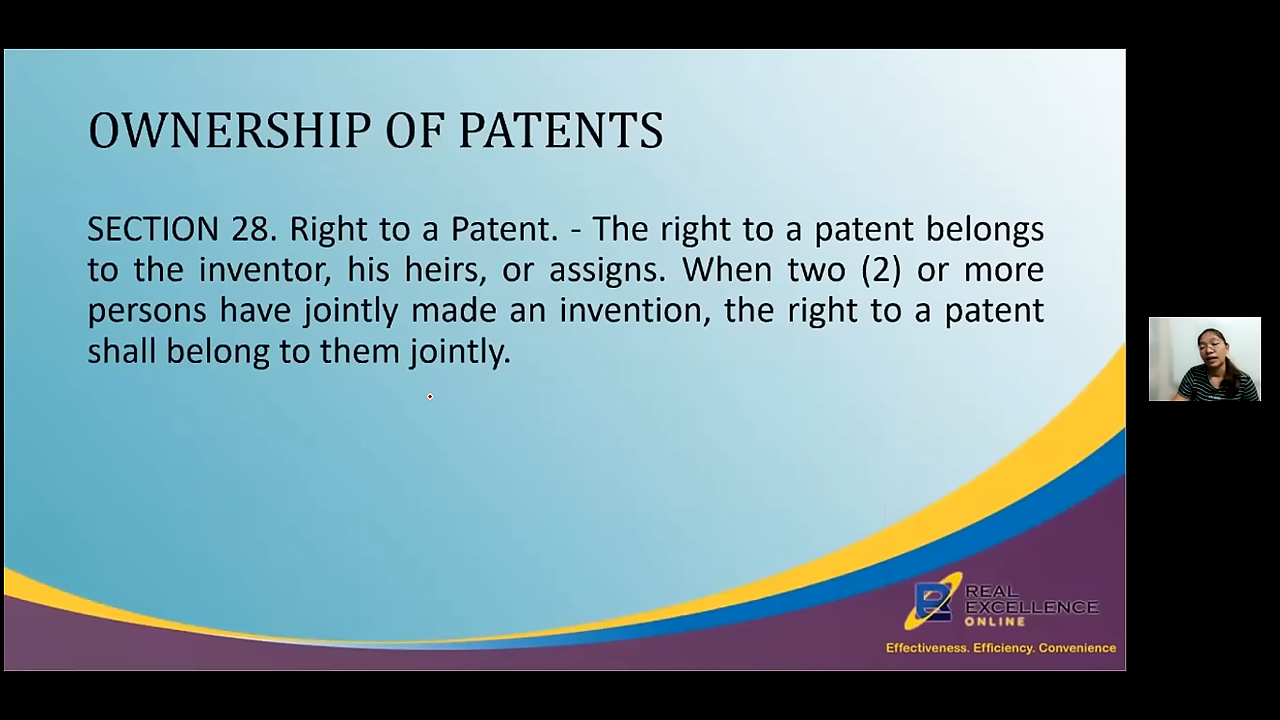 OWNERSHIP OF PATENTS
SECTION 28. Right to a Patent. - The right to a patent belongs
to the inventor, his heirs, or assigns. When two (2) or more
persons have jointly made an invention, the right to a patent
shall belong to them jointly.
REAL
EXCELLENCE
ONLINE
Effectiveness. Efficiency. Convenience